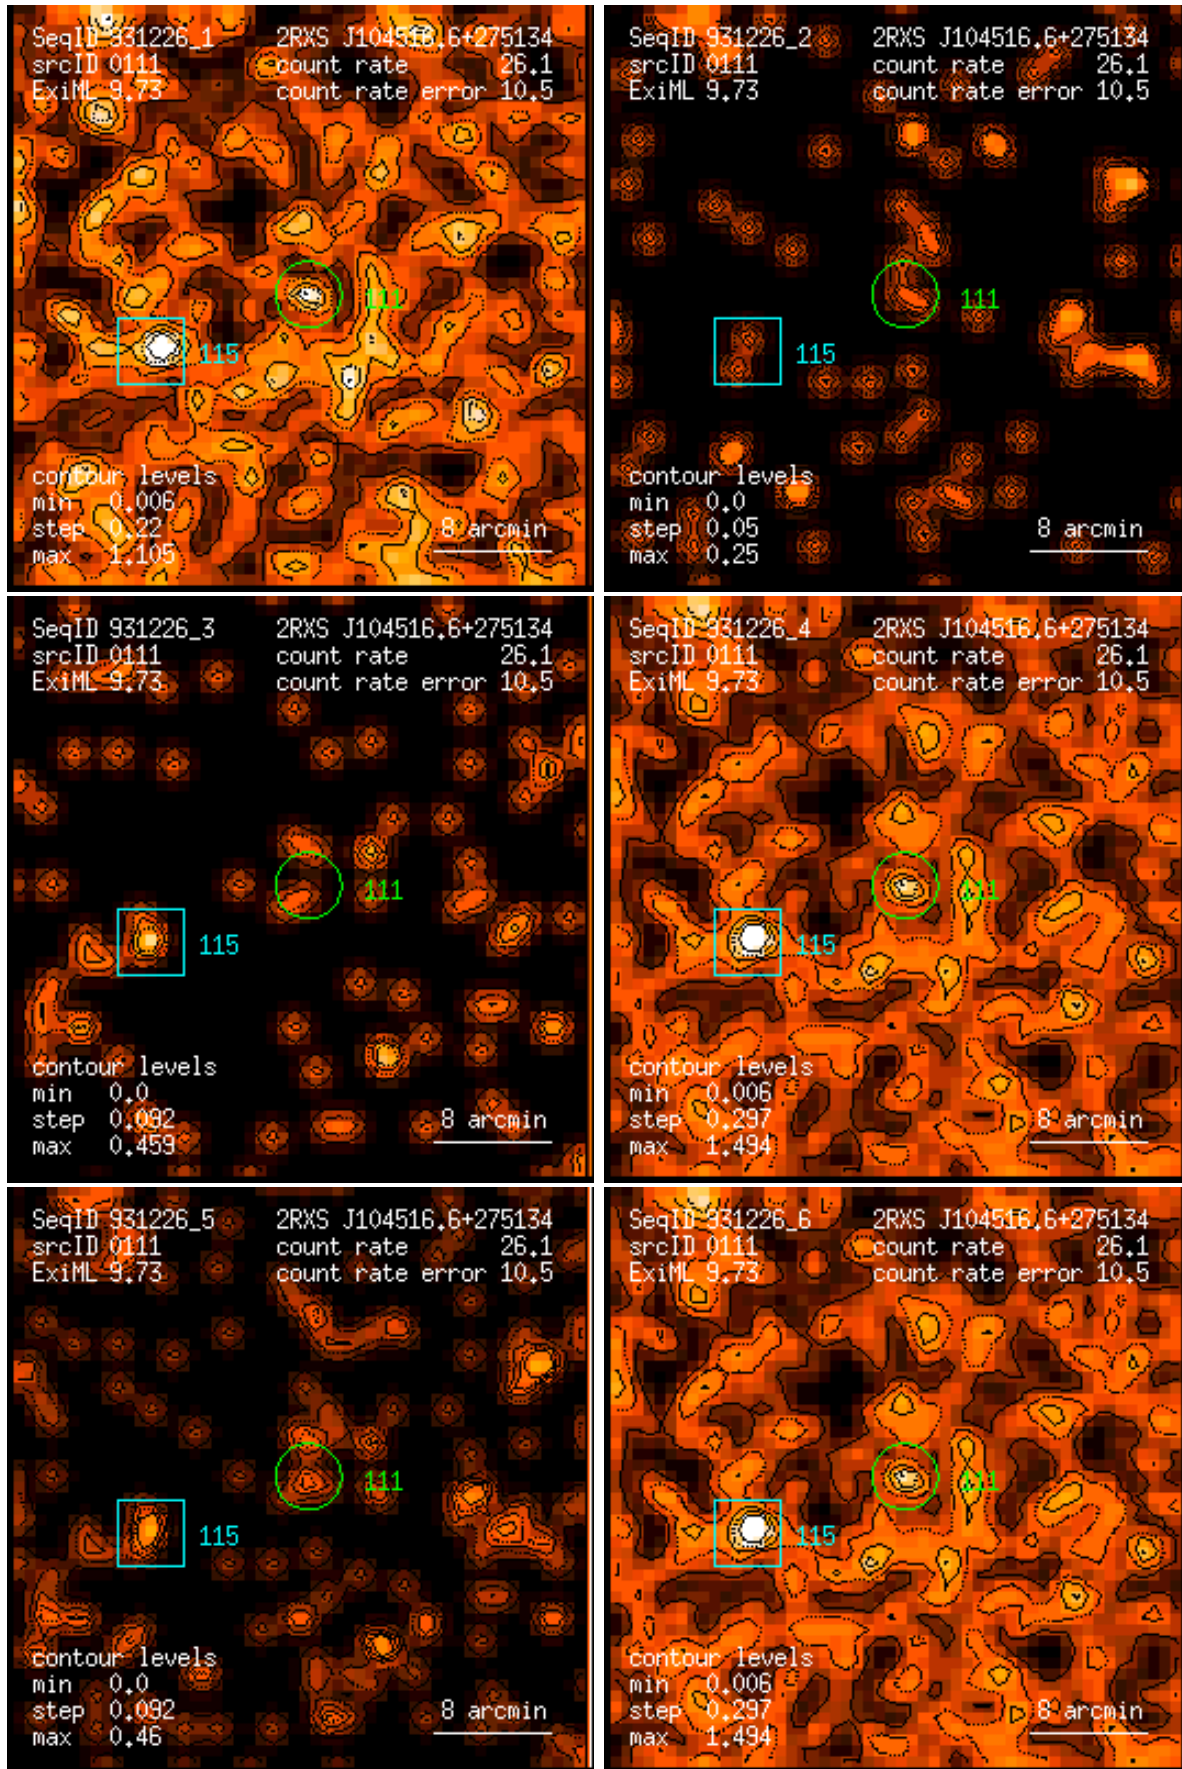 SeqID 931226_1 2RXS J104516.6+275134
srcID 0111 count rate 26.1
ExiML 9.73 count rate error 10.5
111
115
contour levels
min 0.006
step 0.22 8 arcmin
max 1.105
SeqID 931226_2 2RXS J104516.6+275134
srcID 0111 count rate 26.1
ExiML 9.73 count rate error 10.5
111
115
contour levels
min 0.0
step 0.05 8 arcmin
max 0.25
SeqID 931226_3 2RXS J104516.6+275134
srcID 0111 count rate 26.1
ExiML 9.73 count rate error 10.5
111
115
contour levels
min 0.0
step 0.092 8 arcmin
max 0.459
SeqID 931226_4 2RXS J104516.6+275134
srcID 0111 count rate 26.1
ExiML 9.73 count rate error 10.5
111
115
contour levels
min 0.006
step 0.297 8 arcmin
max 1.494
SeqID 931226_5 2RXS J104516.6+275134
srcID 0111 count rate 26.1
ExiML 9.73 count rate error 10.5
111
115
contour levels
min 0.0
step 0.092 8 arcmin
max 0.46
SeqID 931226_6 2RXS J104516.6+275134
srcID 0111 count rate 26.1
ExiML 9.73 count rate error 10.5
111
115
contour levels
min 0.006
step 0.297 8 arcmin
max 1.494